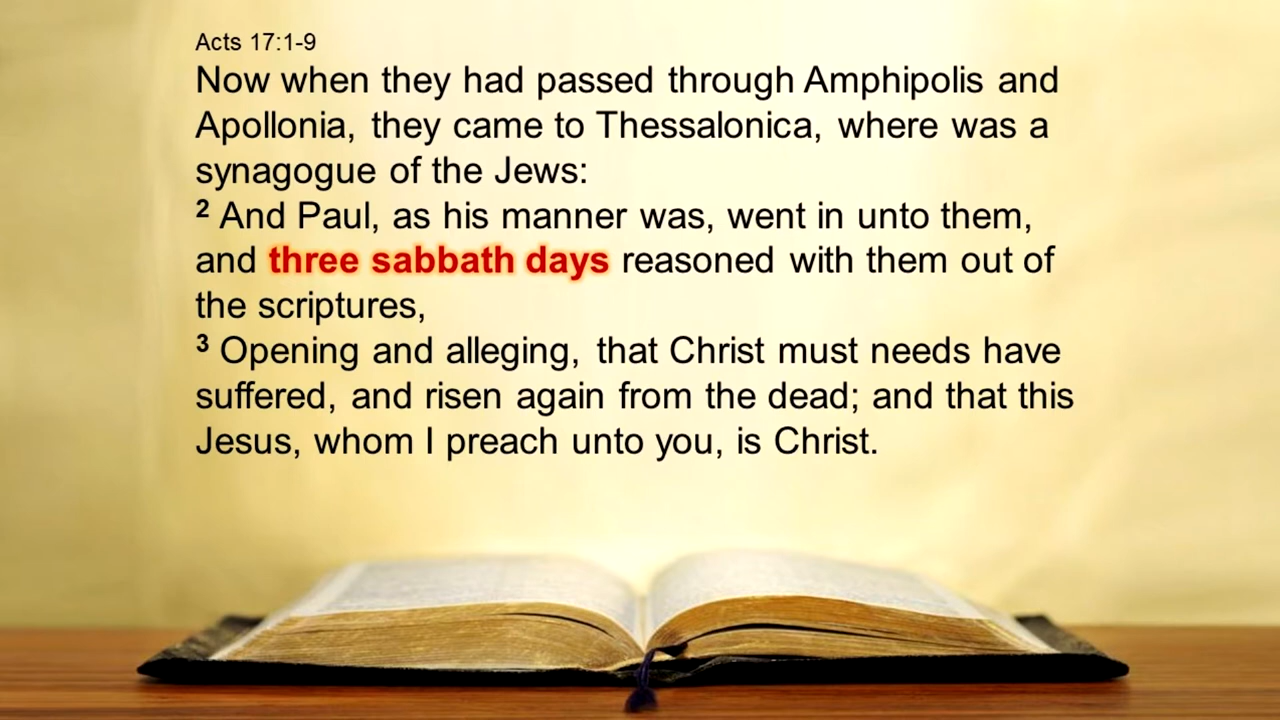 Acts 17:1-9
Now when they had passed through Amphipolis and
Apollonia, they came to Thessalonica, where was a
synagogue of the Jews:
2 And Paul, as his manner was, went in unto them,
and three sabbath days reasoned with them out of
the scriptures,
3 Opening and alleging, that Christ must needs have
suffered, and risen again from the dead; and that this
Jesus, whom I preach unto you, is Christ.